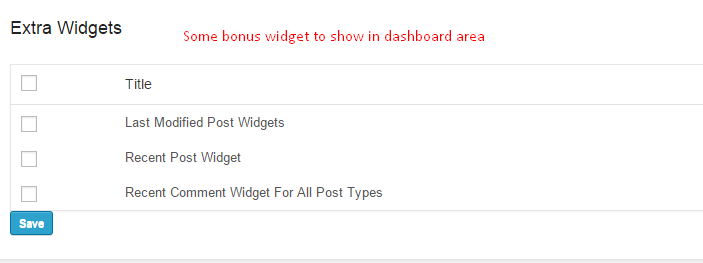 Extra Widgets
Some bonus widget to show in dashboard area
Title
Last Modified Post Widgets
Recent Post Widget
Recent Comment Widget For All Post Types
Save